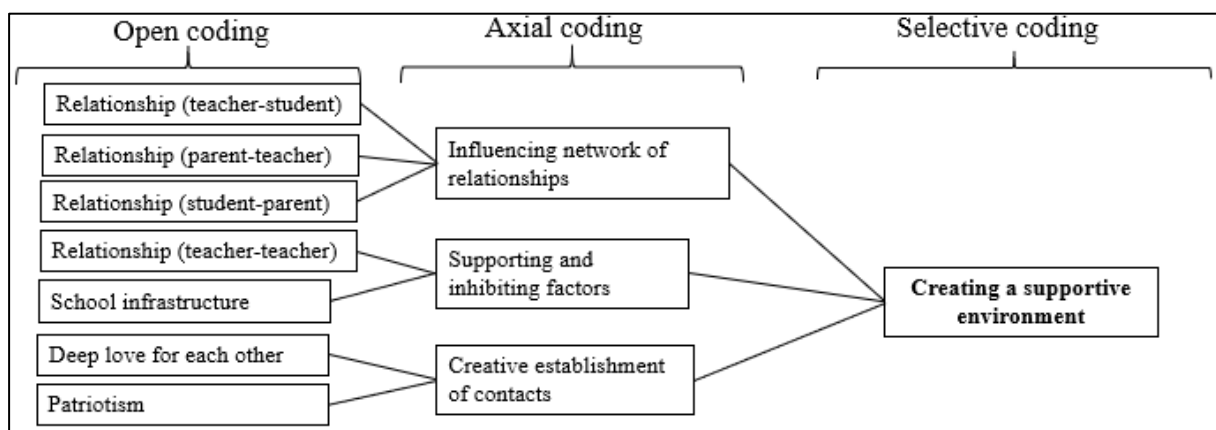 Open coding
Axial coding
Selective coding
Relationship (teacher-student)
Relationship (parent-teacher)
Relationship (student-parent)
Relationship (teacher-teacher)
School infrastructure
Deep love for each other
Patriotism
Influencing network of
relationships
Supporting and
inhibiting factors
Creative establishment
of contacts
Creating a supportive
environment